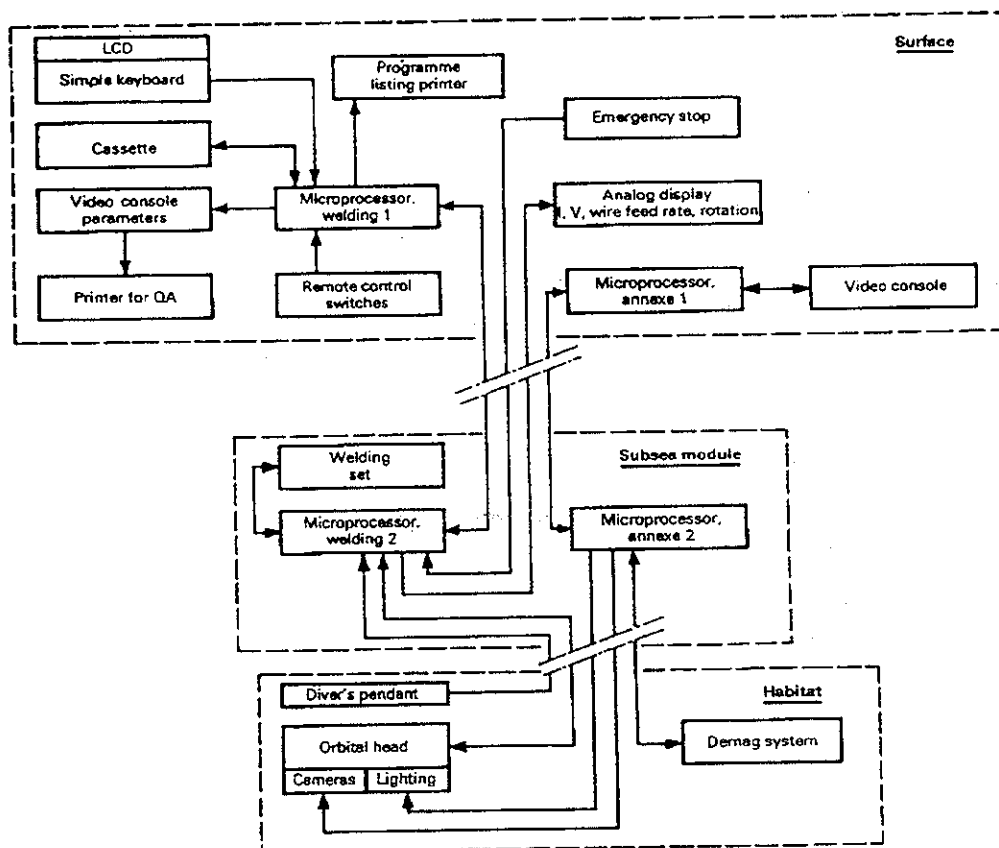 Surface
LCD
Simple keyboard
Programme
listing printer
Emergency stop
Cassette
Video console
parameters
Microprocessor,
welding 1
Analog display
I, V, wire feed rate, rotation
Printer for QA
Remote control
switches
Microprocessor,
annexe 1
Video console
Welding
set
Subsea module
Microprocessor,
welding 2
Microprocessor,
annexe 2
Diver's pendant
Habitat
Orbital head
Cameras
Lighting
Demag system